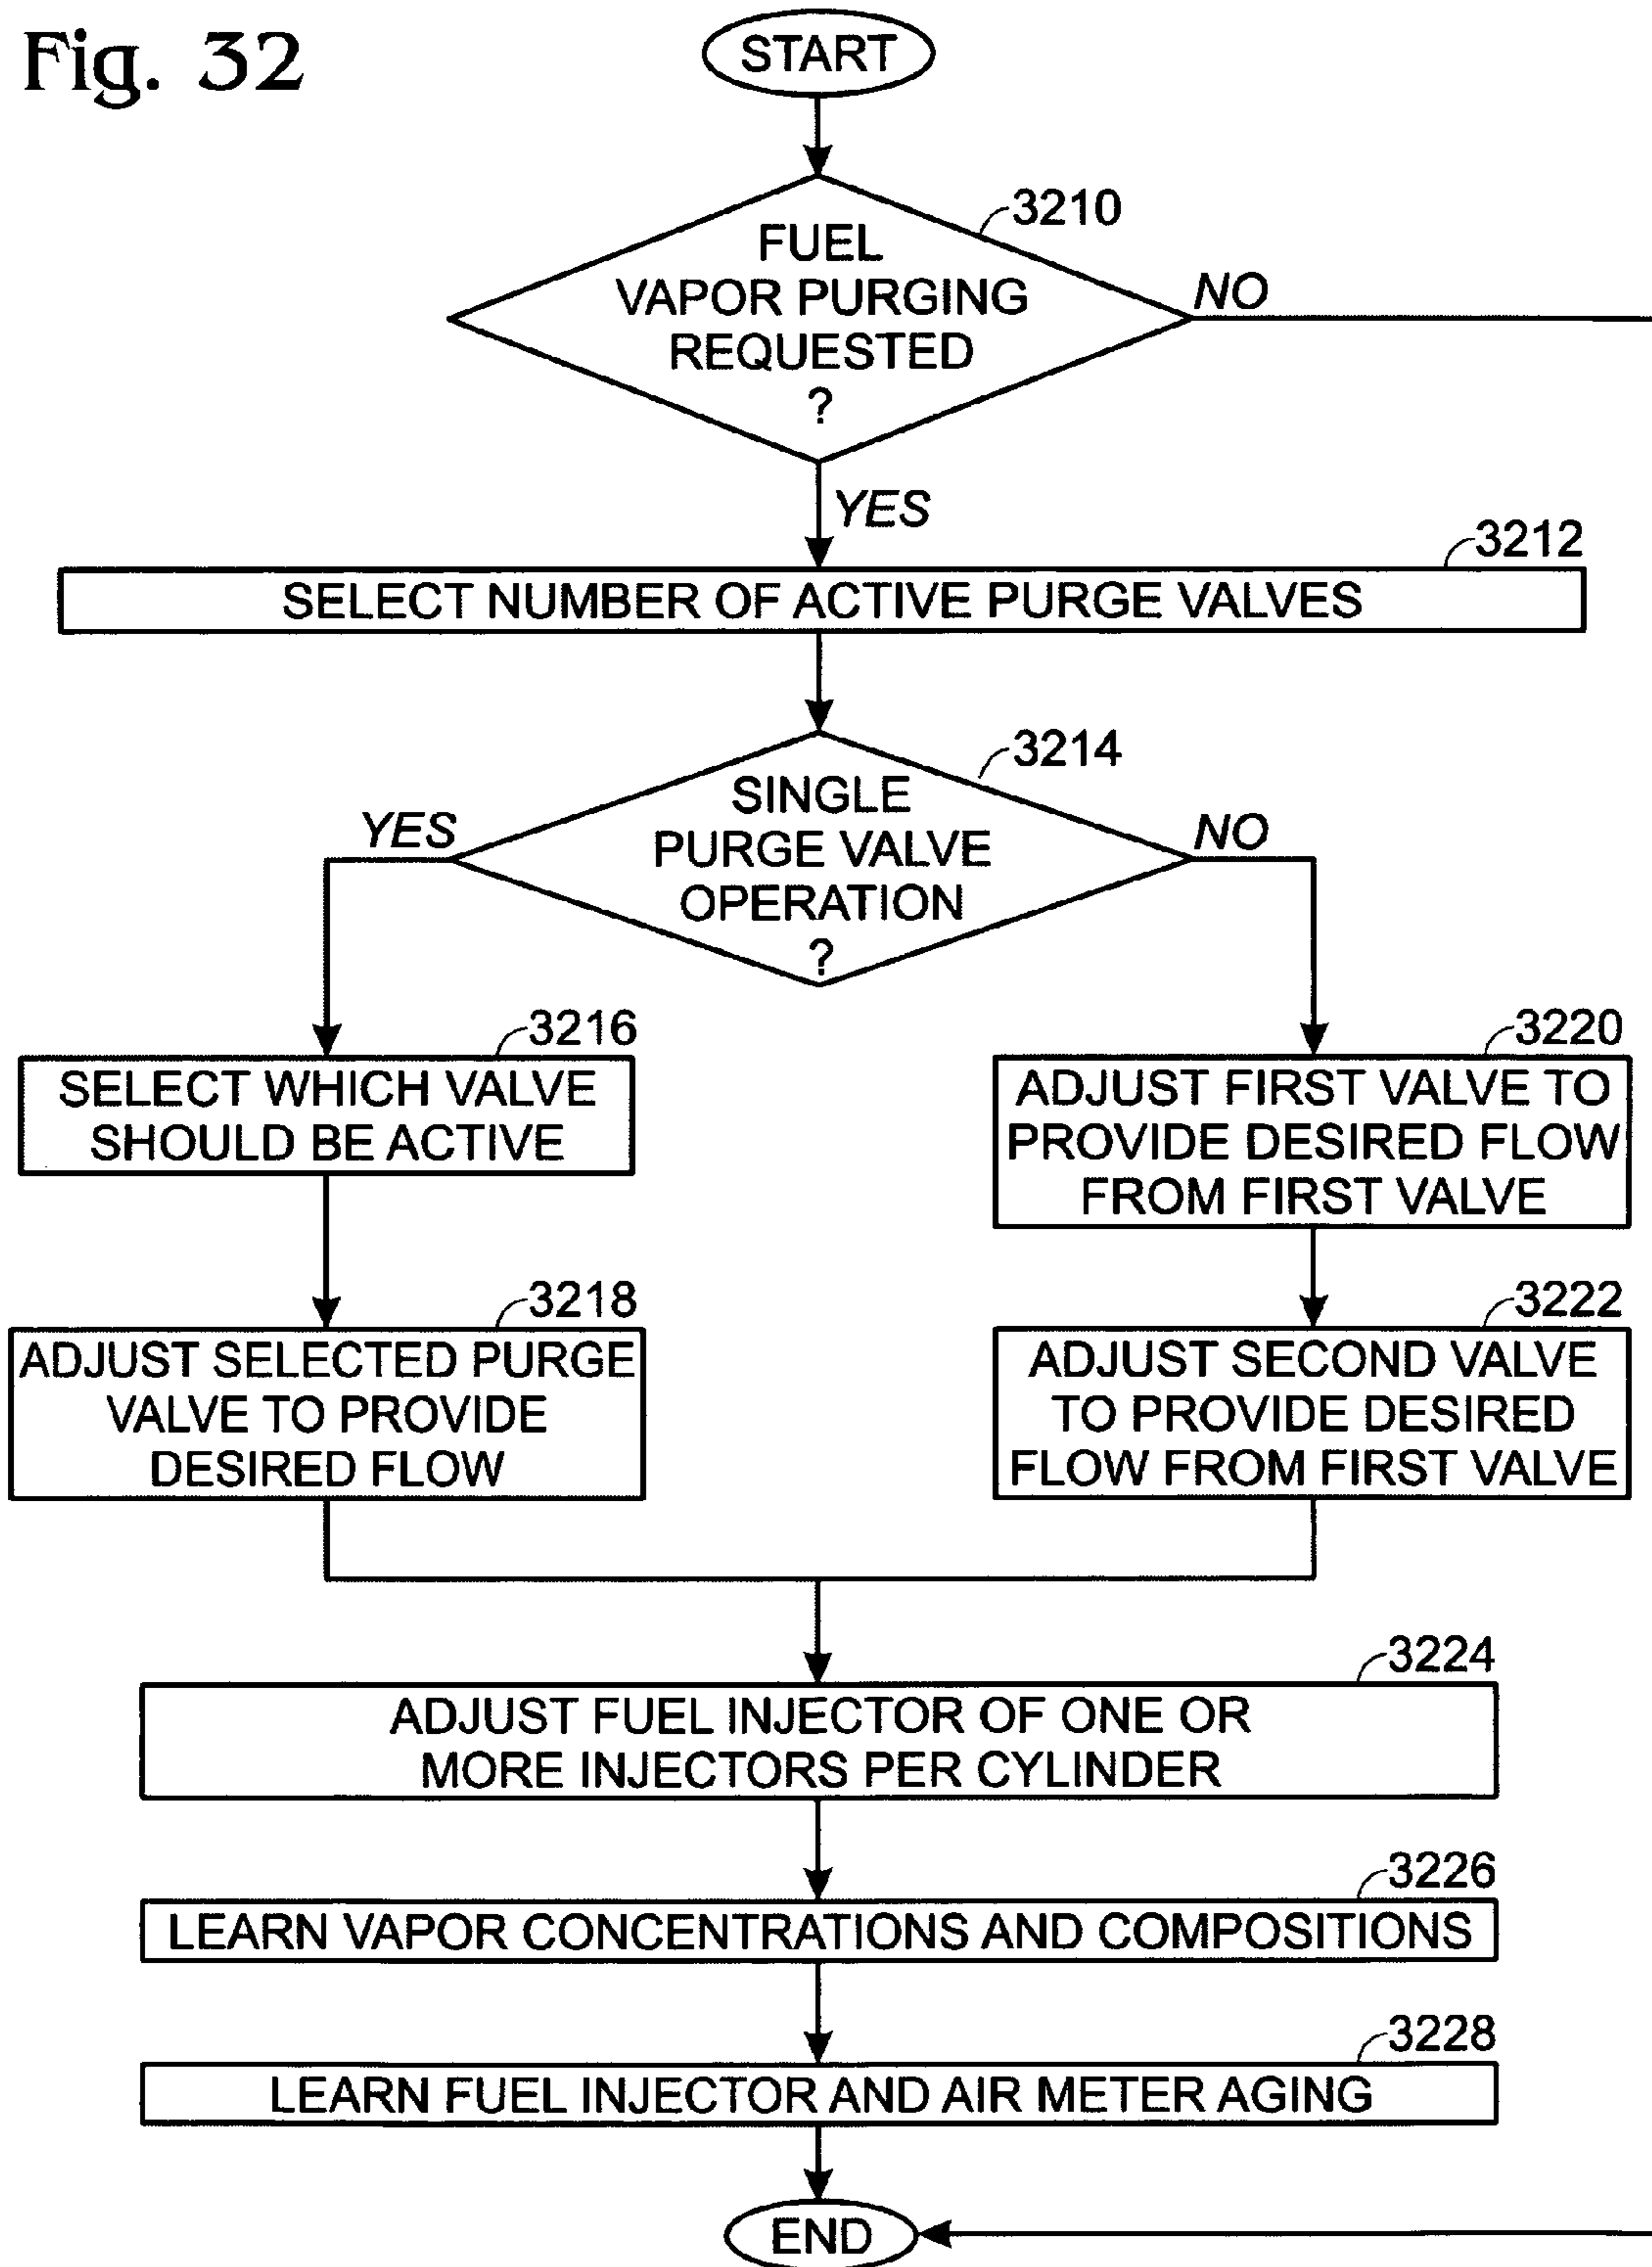 Fig. 32
START
3210
FUEL
VAPOR PURGING
REQUESTED
?
NO
YES
3212
SELECT NUMBER OF ACTIVE PURGE VALVES
3214
SINGLE
PURGE VALVE
OPERATION
?
YES
NO
3216
SELECT WHICH VALVE
SHOULD BE ACTIVE
3220
ADJUST FIRST VALVE TO
PROVIDE DESIRED FLOW
FROM FIRST VALVE
3218
ADJUST SELECTED PURGE
VALVE TO PROVIDE
DESIRED FLOW
3222
ADJUST SECOND VALVE
TO PROVIDE DESIRED
FLOW FROM FIRST VALVE
3224
ADJUST FUEL INJECTOR OF ONE OR
MORE INJECTORS PER CYLINDER
3226
LEARN VAPOR CONCENTRATIONS AND COMPOSITIONS
3228
LEARN FUEL INJECTOR AND AIR METER AGING
END